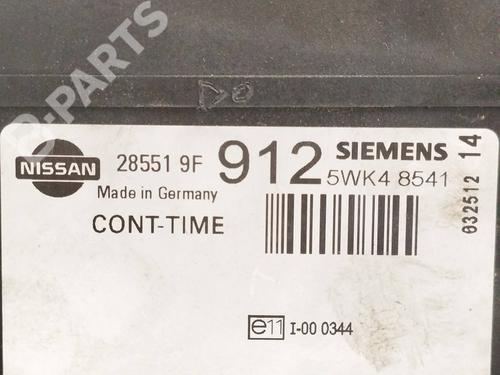 B-PARTS
NISSAN
28551 9F 912
SIEMENS
5WK4 8541
Made in Germany
CONT-TIME
032512 14
e11 I-00 0344